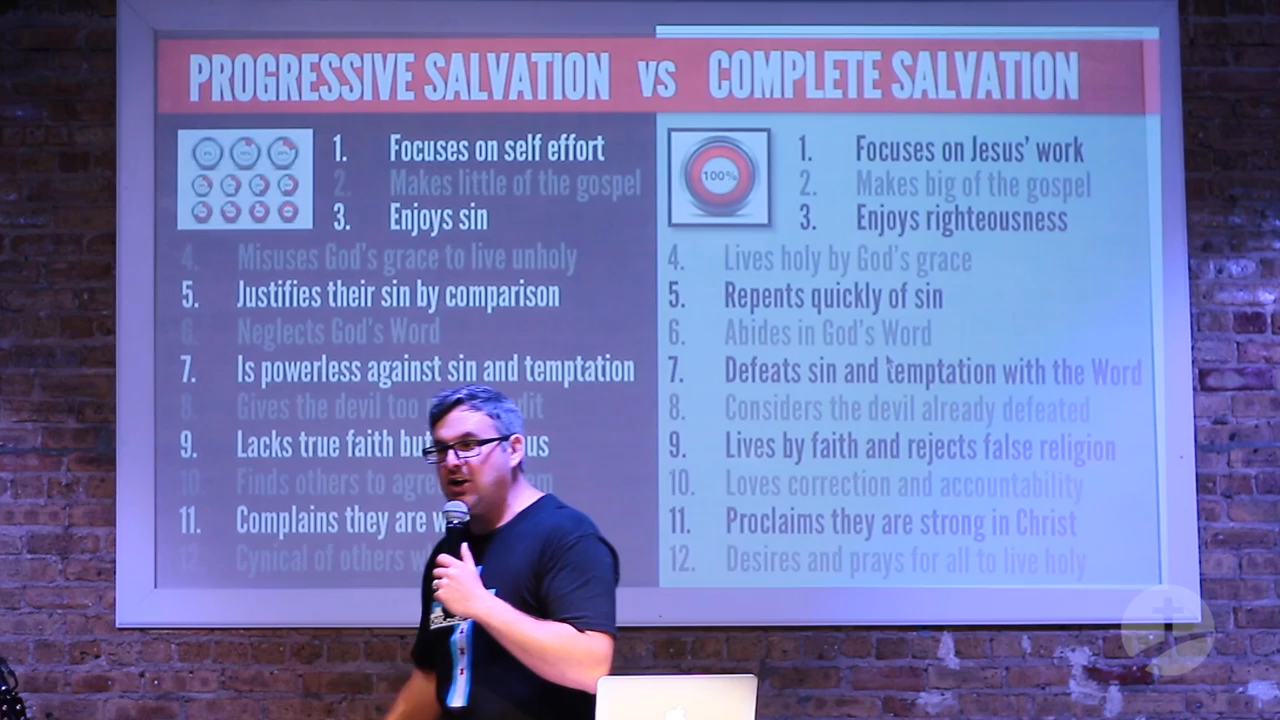 PROGRESSIVE SALVATION VS COMPLETE SALVATION
1. Focuses on self effort
2. Makes little of the gospel
3. Enjoys sin
4. Misuses God's grace to live unholy
5. Justifies their sin by comparison
6. Neglects God's Word
7. Is powerless against sin and temptation
8. Gives the devil too
9. Lacks true faith but
10. Finds others to
11. Complains they are
12. Cynical of others
100%
1. Focuses on Jesus' work
2. Makes big of the gospel
3. Enjoys righteousness
4. Lives holy by God's grace
5. Repents quickly of sin
6. Abides in God's Word
7. Defeats sin and temptation with the Word
8. Considers the devil already defeated
9. Lives by faith and rejects false religion
10. Loves correction and accountability
11. Proclaims they are strong in Christ
12. Desires and prays for all to live holy